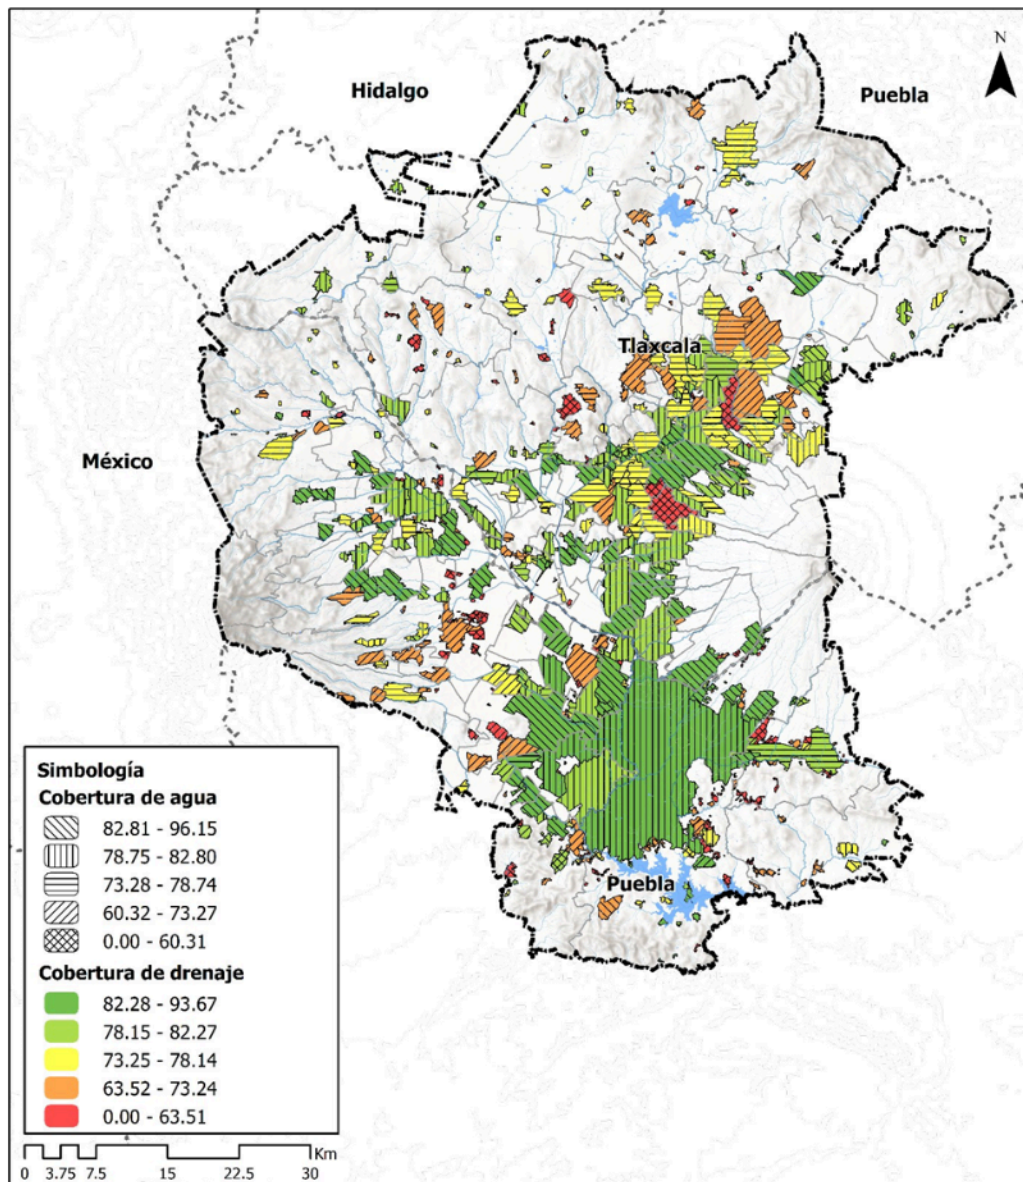 N
Hidalgo
Puebla
Tlaxcala
México
Puebla
Simbología
Cobertura de agua
82.81 - 96.15
78.75 - 82.80
73.28 - 78.74
60.32 - 73.27
0.00 - 60.31
Cobertura de drenaje
82.28 - 93.67
78.15 - 82.27
73.25 - 78.14
63.52 - 73.24
0.00 - 63.51
Km
0 3.75 7.5 15 22.5 30